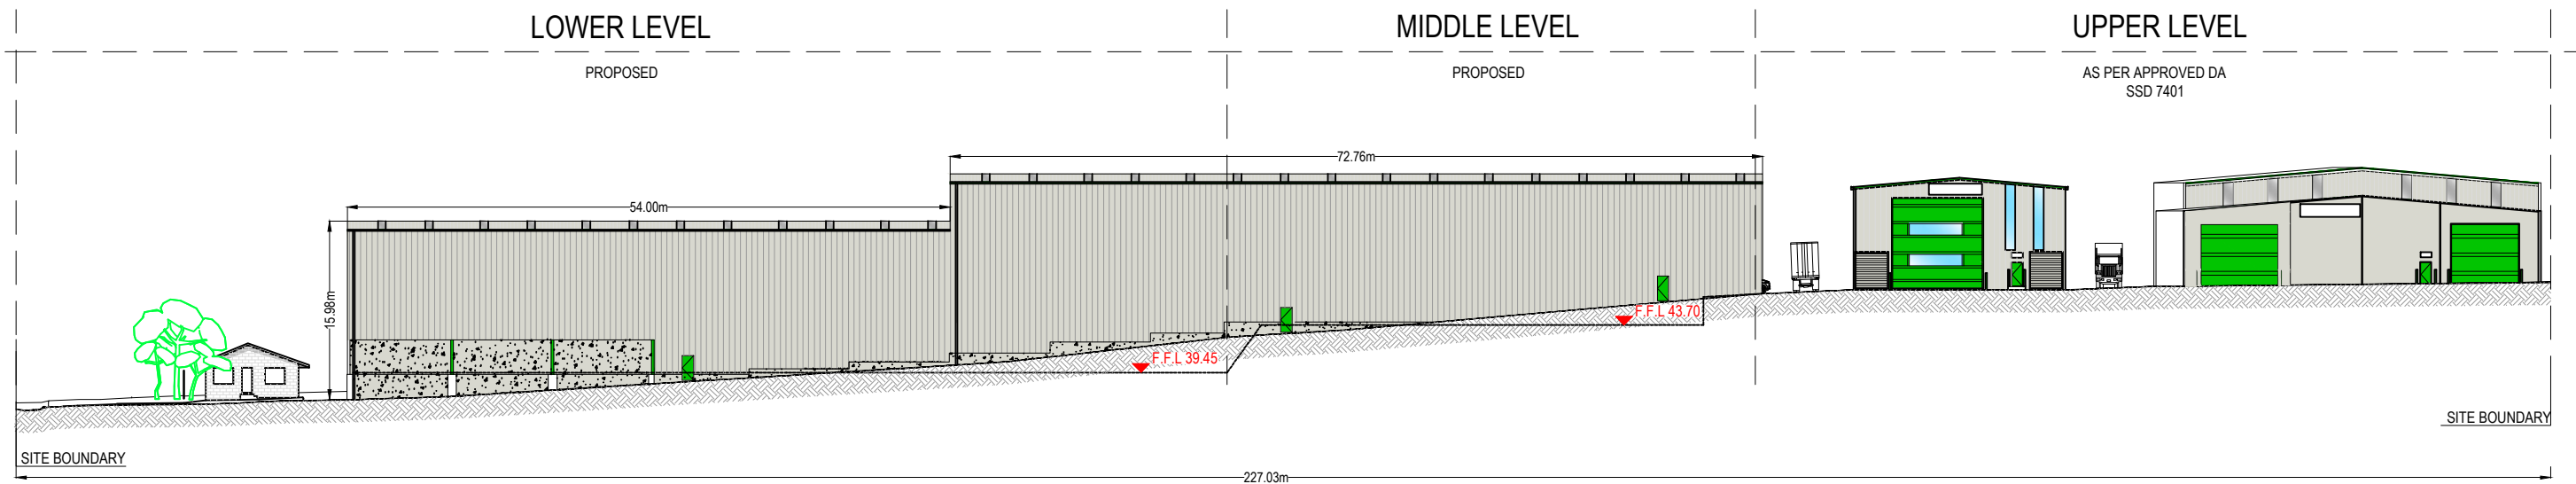 LOWER LEVEL
MIDDLE LEVEL
UPPER LEVEL
PROPOSED
PROPOSED
AS PER APPROVED DA
SSD 7401
72.76m
54.00m
15.98m
F.F.L 43.70
F.F.L 39.45
SITE BOUNDARY
SITE BOUNDARY
227.03m